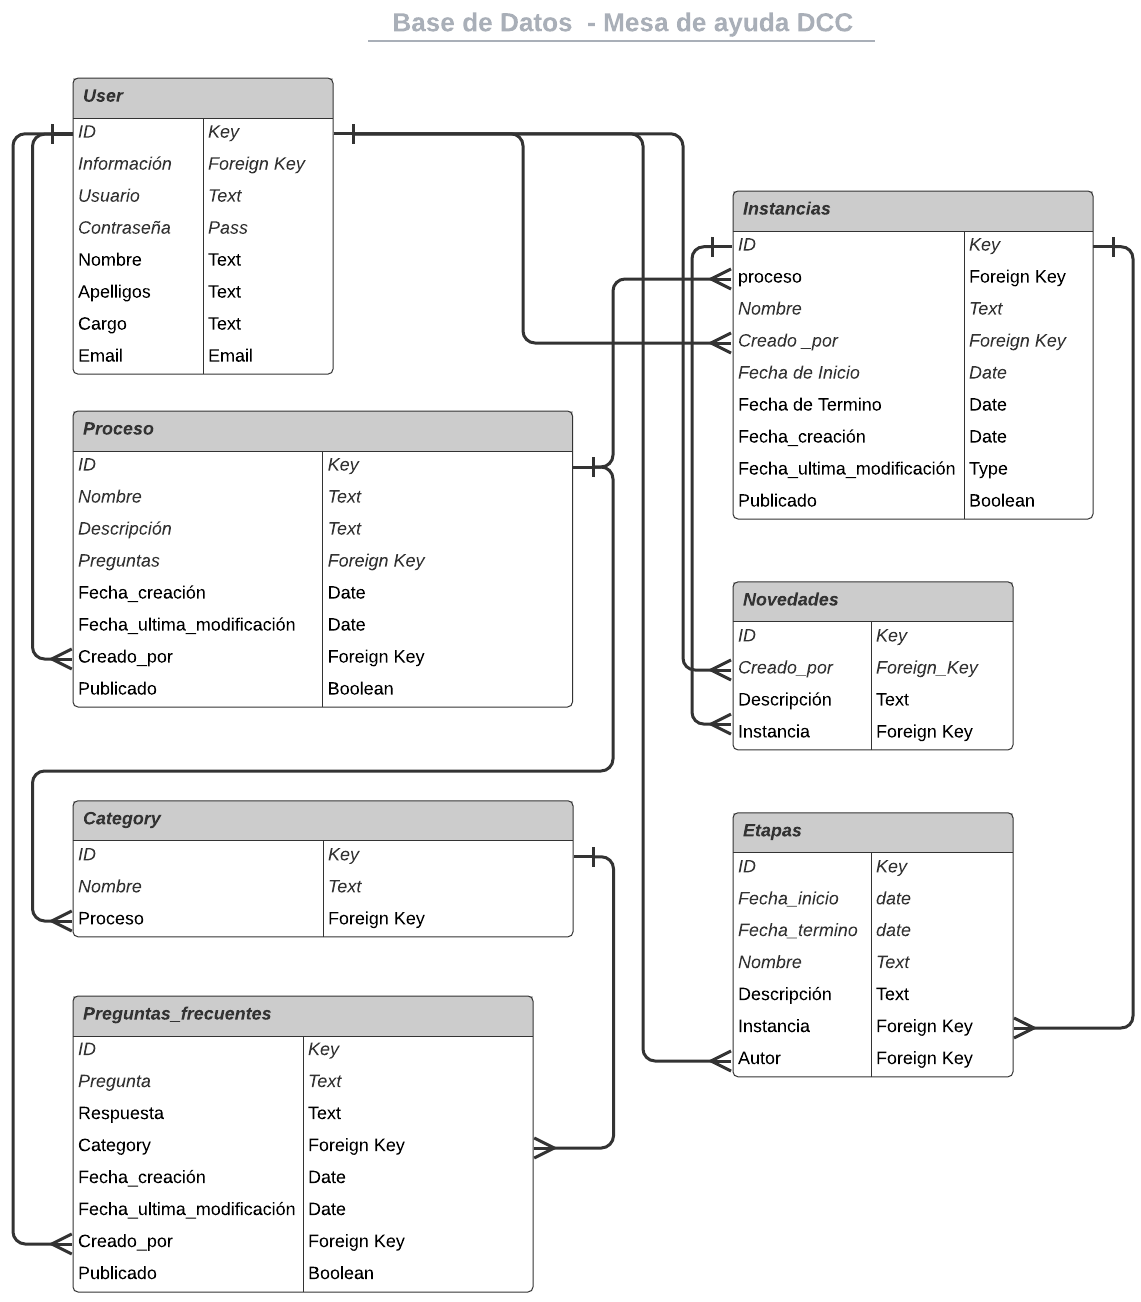 Base de Datos  - Mesa de ayuda DCC
User
ID Key
Información Foreign Key
Usuario Text
Contraseña Pass
Nombre Text
Apelligos Text
Cargo Text
Email Email
Proceso
ID Key
Nombre Text
Descripción Text
Preguntas Foreign Key
Fecha_creación Date
Fecha_ultima_modificación Date
Creado_por Foreign Key
Publicado Boolean
Category
ID Key
Nombre Text
Proceso Foreign Key
Preguntas_frecuentes
ID Key
Pregunta Text
Respuesta Text
Category Foreign Key
Fecha_creación Date
Fecha_ultima_modificación Date
Creado_por Foreign Key
Publicado Boolean
Instancias
ID Key
proceso Foreign Key
Nombre Text
Creado _por Foreign Key
Fecha de Inicio Date
Fecha de Termino Date
Fecha_creación Date
Fecha_ultima_modificación Type
Publicado Boolean
Novedades
ID Key
Creado_por Foreign_Key
Descripción Text
Instancia Foreign Key
Etapas
ID Key
Fecha_inicio date
Fecha_termino date
Nombre Text
Descripción Text
Instancia Foreign Key
Autor Foreign Key